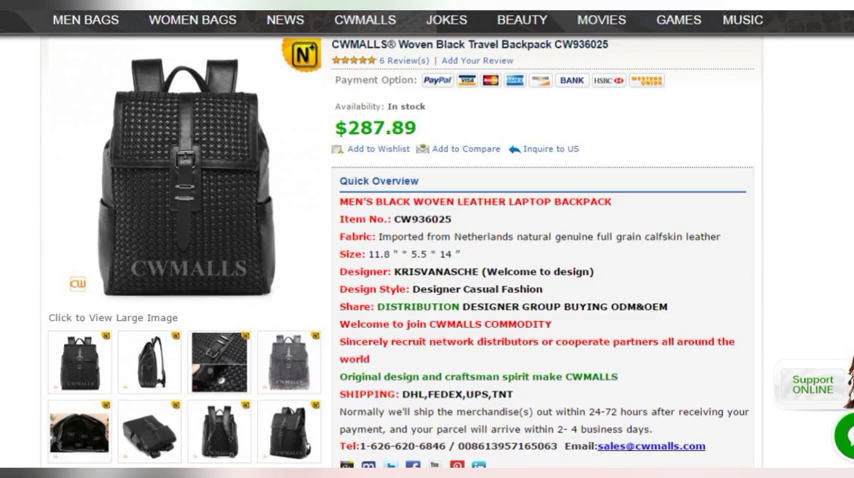 MEN BAGS WOMEN BAGS NEWS CWMALLS JOKES BEAUTY MOVIES GAMES MUSIC
CWMALLS® Woven Black Travel Backpack CW936025
6 Review(s) | Add Your Review
Payment Option: PayPal VISA BANK HSBC WESTERN UNION
Availability: In stock
$287.89
Add to Wishlist Add to Compare Inquire to US
Quick Overview
MEN'S BLACK WOVEN LEATHER LAPTOP BACKPACK
Item No.: CW936025
Fabric: Imported from Netherlands natural genuine full grain calfskin leather
Size: 11.8 " * 5.5 * 14 "
Designer: KRISVANASCHE (Welcome to design)
Design Style: Designer Casual Fashion
Share: DISTRIBUTION DESIGNER GROUP BUYING ODM&OEM
Welcome to join CWMALLS COMMODITY
Sincerely recruit network distributors or cooperate partners all around the
world
Original design and craftsman spirit make CWMALLS
SHIPPING: DHL,FEDEX,UPS,TNT
Normally we'll ship the merchandise(s) out within 24-72 hours after receiving your
payment, and your parcel will arrive within 2- 4 business days.
Tel:1-626-620-6846 / 008613957165063 Email:sales@cwmalls.com
N+
CWMALLS
CW
Click to View Large Image
Support
ONLINE